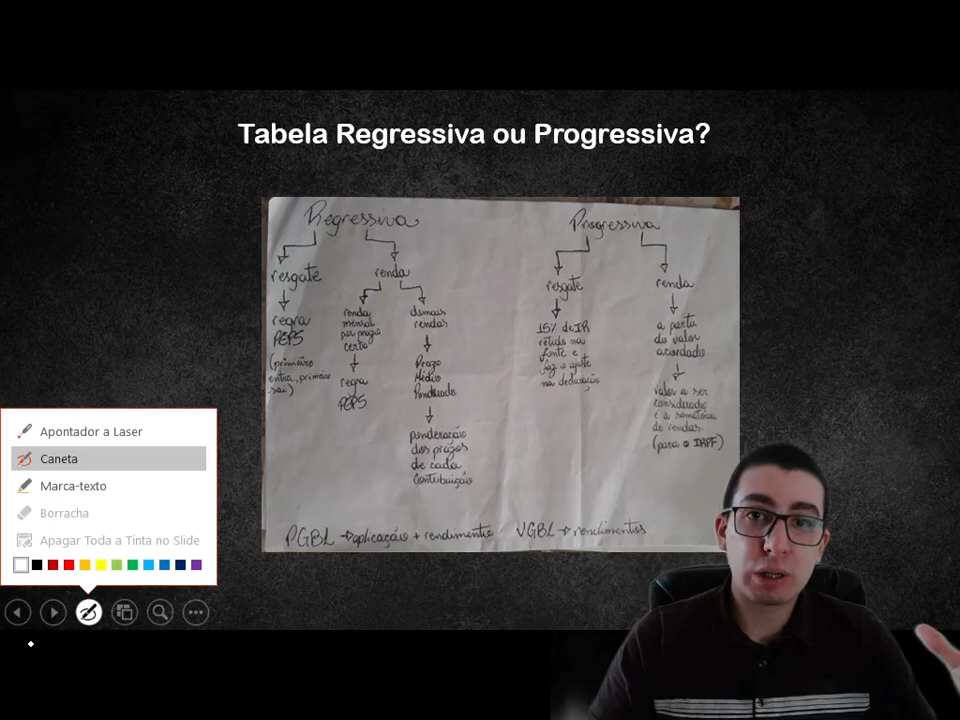 Tabela Regressiva ou Progressiva?
Regressiva
resgate
regra
PEPS
(primeiro
entra, primeiro
sai)
renda
renda
mensal
por prazo
certo
regra
PEPS
demais
rendas
Prazo
Médio
Ponderado
ponderação
dos prazos
de cada
contribuição
Progressiva
resgate
15% de IR
retido na
fonte e
faz o ajuste
na declaração
renda
a partir
do valor
acordado
valor a ser
considerado
é a somatória
de rendas.
(para o IRPF)
PGBL → aplicação + rendimentos
VGBL → rendimentos
Apontador a Laser
Caneta
Marca-texto
Borracha
Apagar Toda a Tinta no Slide